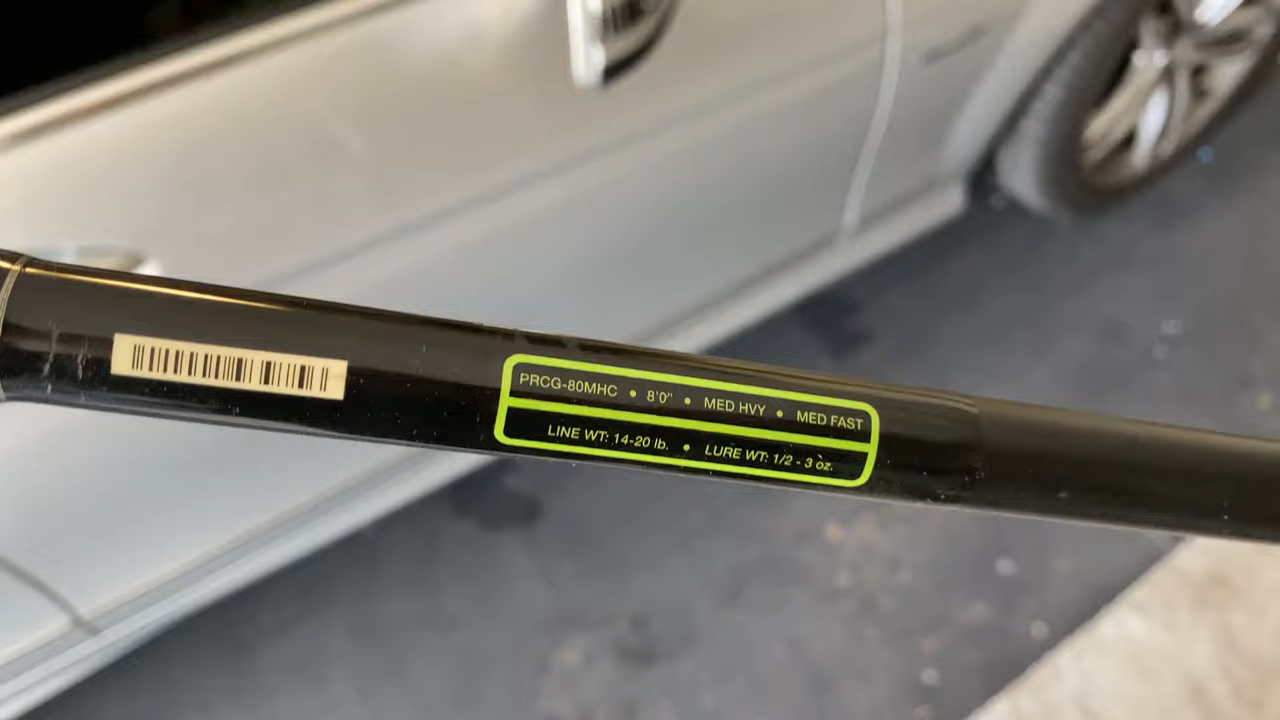 PRCG-80MHC • 8'0" • MED HVY • MED FAST
LINE WT: 14-20 lb. • LURE WT: 1/2 - 3 oz.